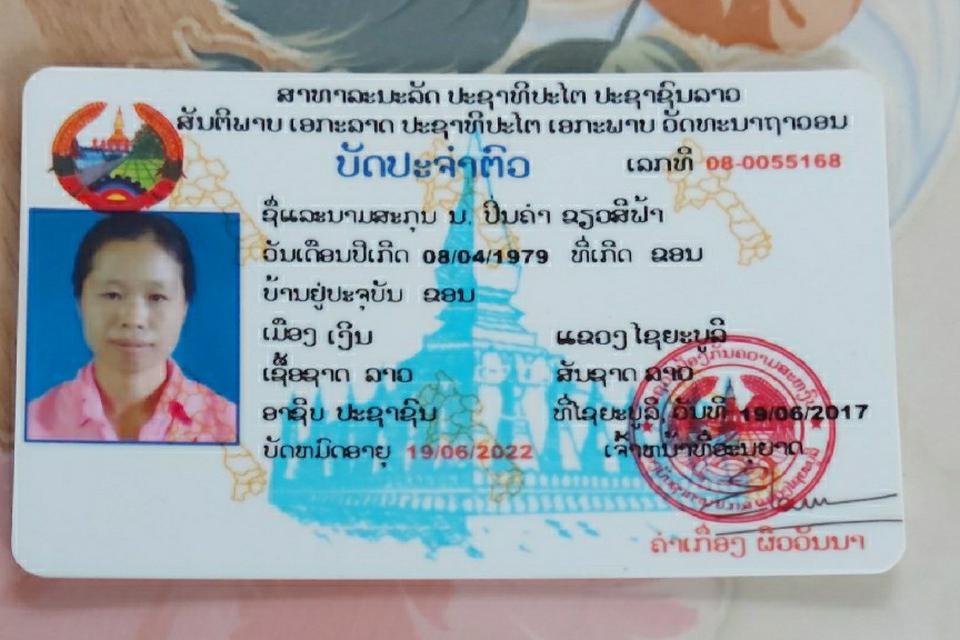 ສາທາລະນະລັດ ປະຊາທິປະໄຕ ປະຊາຊົນລາວ
ສັນຕິພາບ ເອກະລາດ ປະຊາທິປະໄຕ ເອກະພາບ ວັດທະນາຖາວອນ
ບັດປະຈຳຕົວ ເລກທີ 08-0055168
ຊື່ແລະນາມສະກຸນ ນ. ປິ່ນຄຳ ຂຽວສີຟ້າ
ວັນເດືອນປີເກີດ 08/04/1979 ທີ່ເກີດ ຂອນ
ບ້ານຢູ່ປະຈຸບັນ ຂອນ
ເມືອງ ເງິນ ແຂວງ ໄຊຍະບູລີ
ເຊື້ອຊາດ ລາວ ສັນຊາດ ລາວ
ອາຊີບ ປະຊາຊົນ ທີ່ໄຊຍະບູລີ, ວັນທີ 19/06/2017
ບັດຫມົດອາຍຸ 19/06/2022 ເຈົ້າຫນ້າທີ່ອະນຸຍາດ
ຄຳເກື່ອງ ຜິວວັນນາ